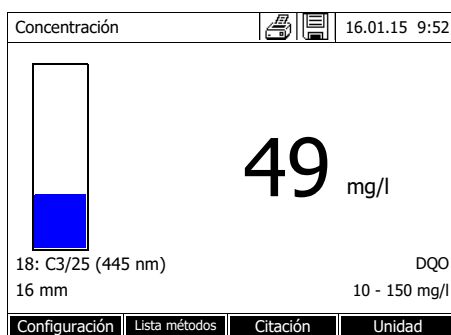 Concentración 16.01.15 9:52
49 mg/l
18: C3/25 (445 nm) DQO
16 mm 10 - 150 mg/l
Configuración Lista métodos Citación Unidad